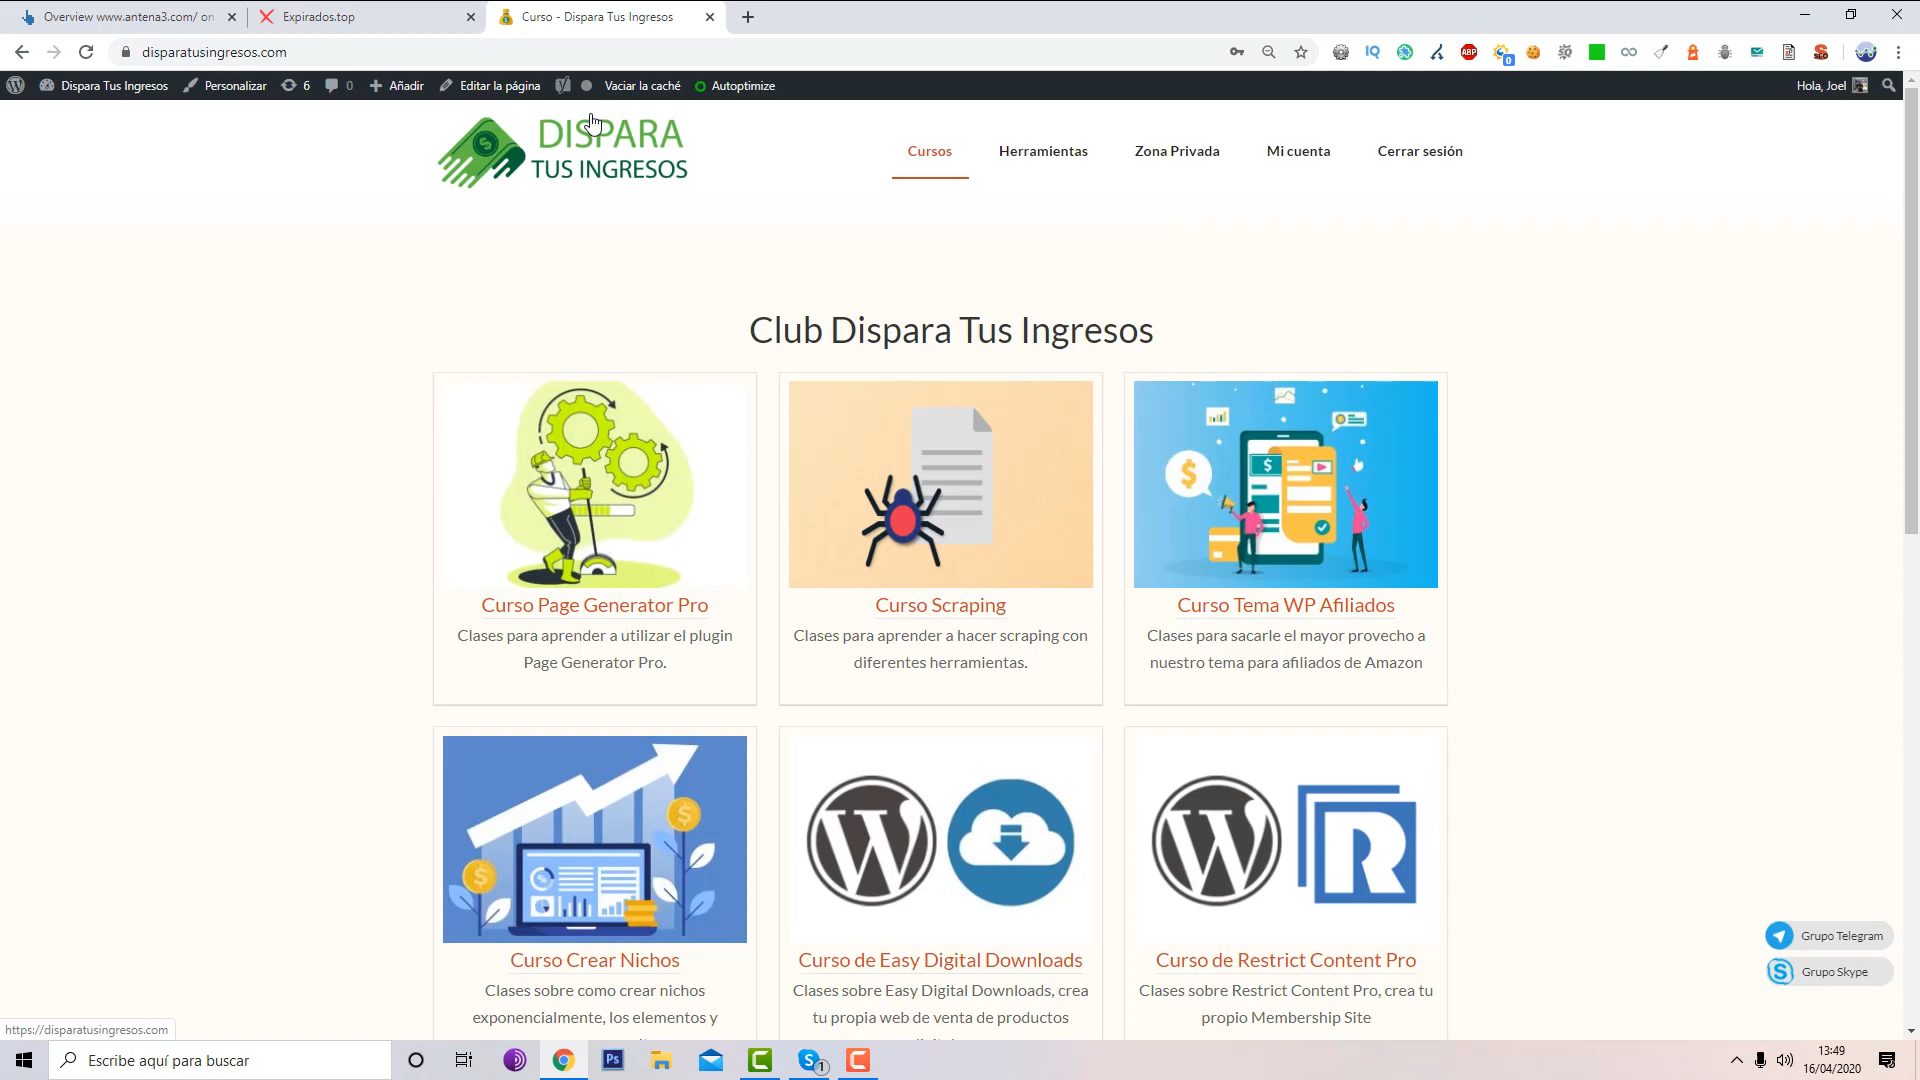 Overview www.antena3.com/ on
Expirados.top
Curso - Dispara Tus Ingresos
disparatusingresos.com
Dispara Tus Ingresos
Personalizar
6
0
Añadir
Editar la página
Vaciar la caché
Autoptimize
Hola, Joel
DISPARA
TUS INGRESOS
Cursos
Herramientas
Zona Privada
Mi cuenta
Cerrar sesión
Club Dispara Tus Ingresos
Curso Page Generator Pro
Clases para aprender a utilizar el plugin
Page Generator Pro.
Curso Scraping
Clases para aprender a hacer scraping con
diferentes herramientas.
Curso Tema WP Afiliados
Clases para sacarle el mayor provecho a
nuestro tema para afiliados de Amazon
Curso Crear Nichos
Clases sobre como crear nichos
exponencialmente, los elementos y
Curso de Easy Digital Downloads
Clases sobre Easy Digital Downloads, crea
tu propia web de venta de productos
Curso de Restrict Content Pro
Clases sobre Restrict Content Pro, crea tu
propio Membership Site
Grupo Telegram
Grupo Skype
https://disparatusingresos.com
Escribe aquí para buscar
Ps
1
13:49
16/04/2020